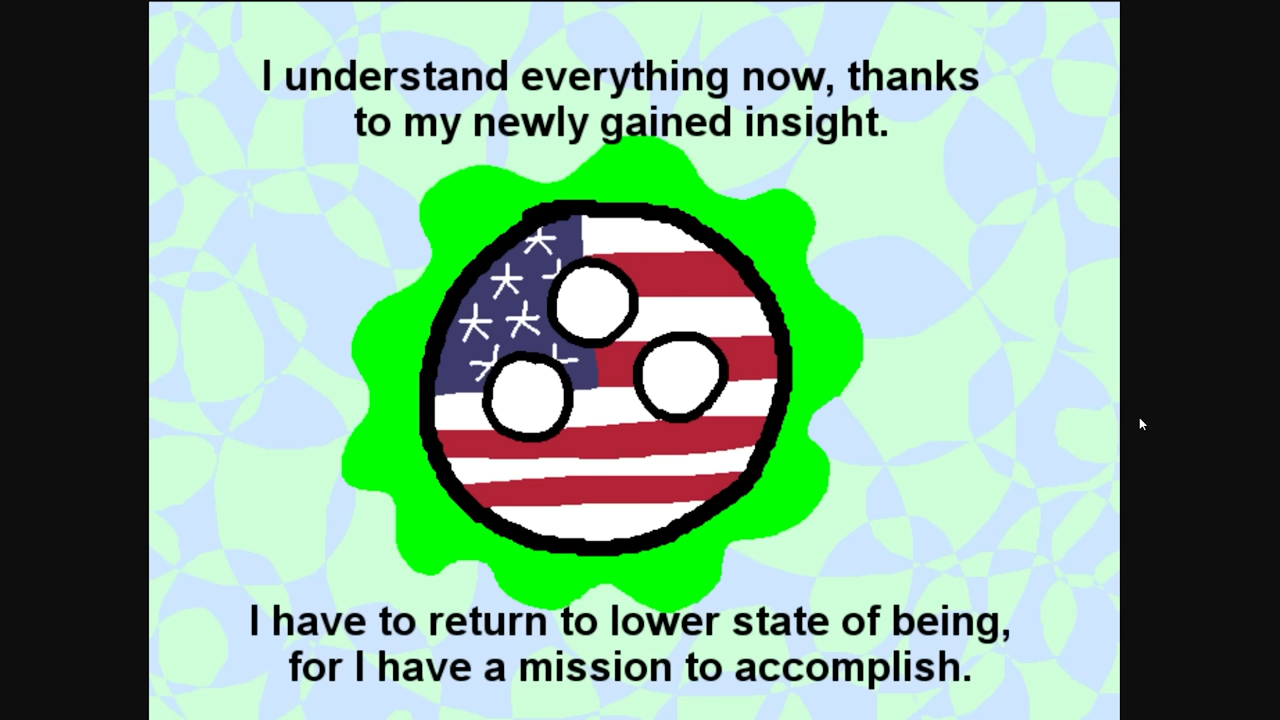 I understand everything now, thanks
to my newly gained insight.
I have to return to lower state of being,
for I have a mission to accomplish.